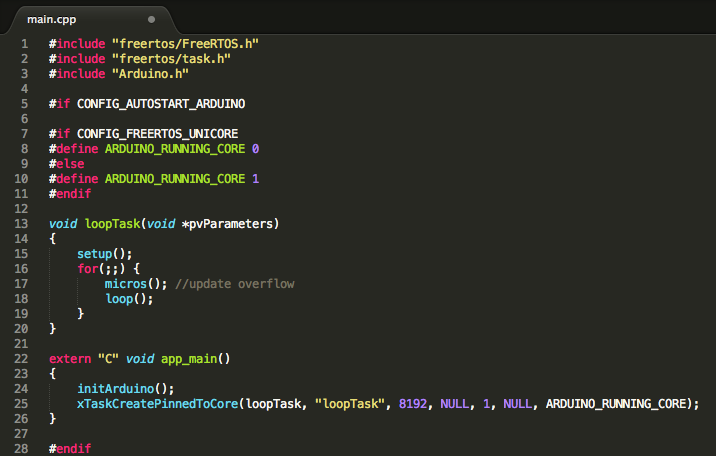 main.cpp
1 #include "freertos/FreeRTOS.h"
2 #include "freertos/task.h"
3 #include "Arduino.h"
4
5 #if CONFIG_AUTOSTART_ARDUINO
6
7 #if CONFIG_FREERTOS_UNICORE
8 #define ARDUINO_RUNNING_CORE 0
9 #else
10 #define ARDUINO_RUNNING_CORE 1
11 #endif
12
13 void loopTask(void *pvParameters)
14 {
15     setup();
16     for(;;) {
17         micros(); //update overflow
18         loop();
19     }
20 }
21
22 extern "C" void app_main()
23 {
24     initArduino();
25     xTaskCreatePinnedToCore(loopTask, "loopTask", 8192, NULL, 1, NULL, ARDUINO_RUNNING_CORE);
26 }
27
28 #endif